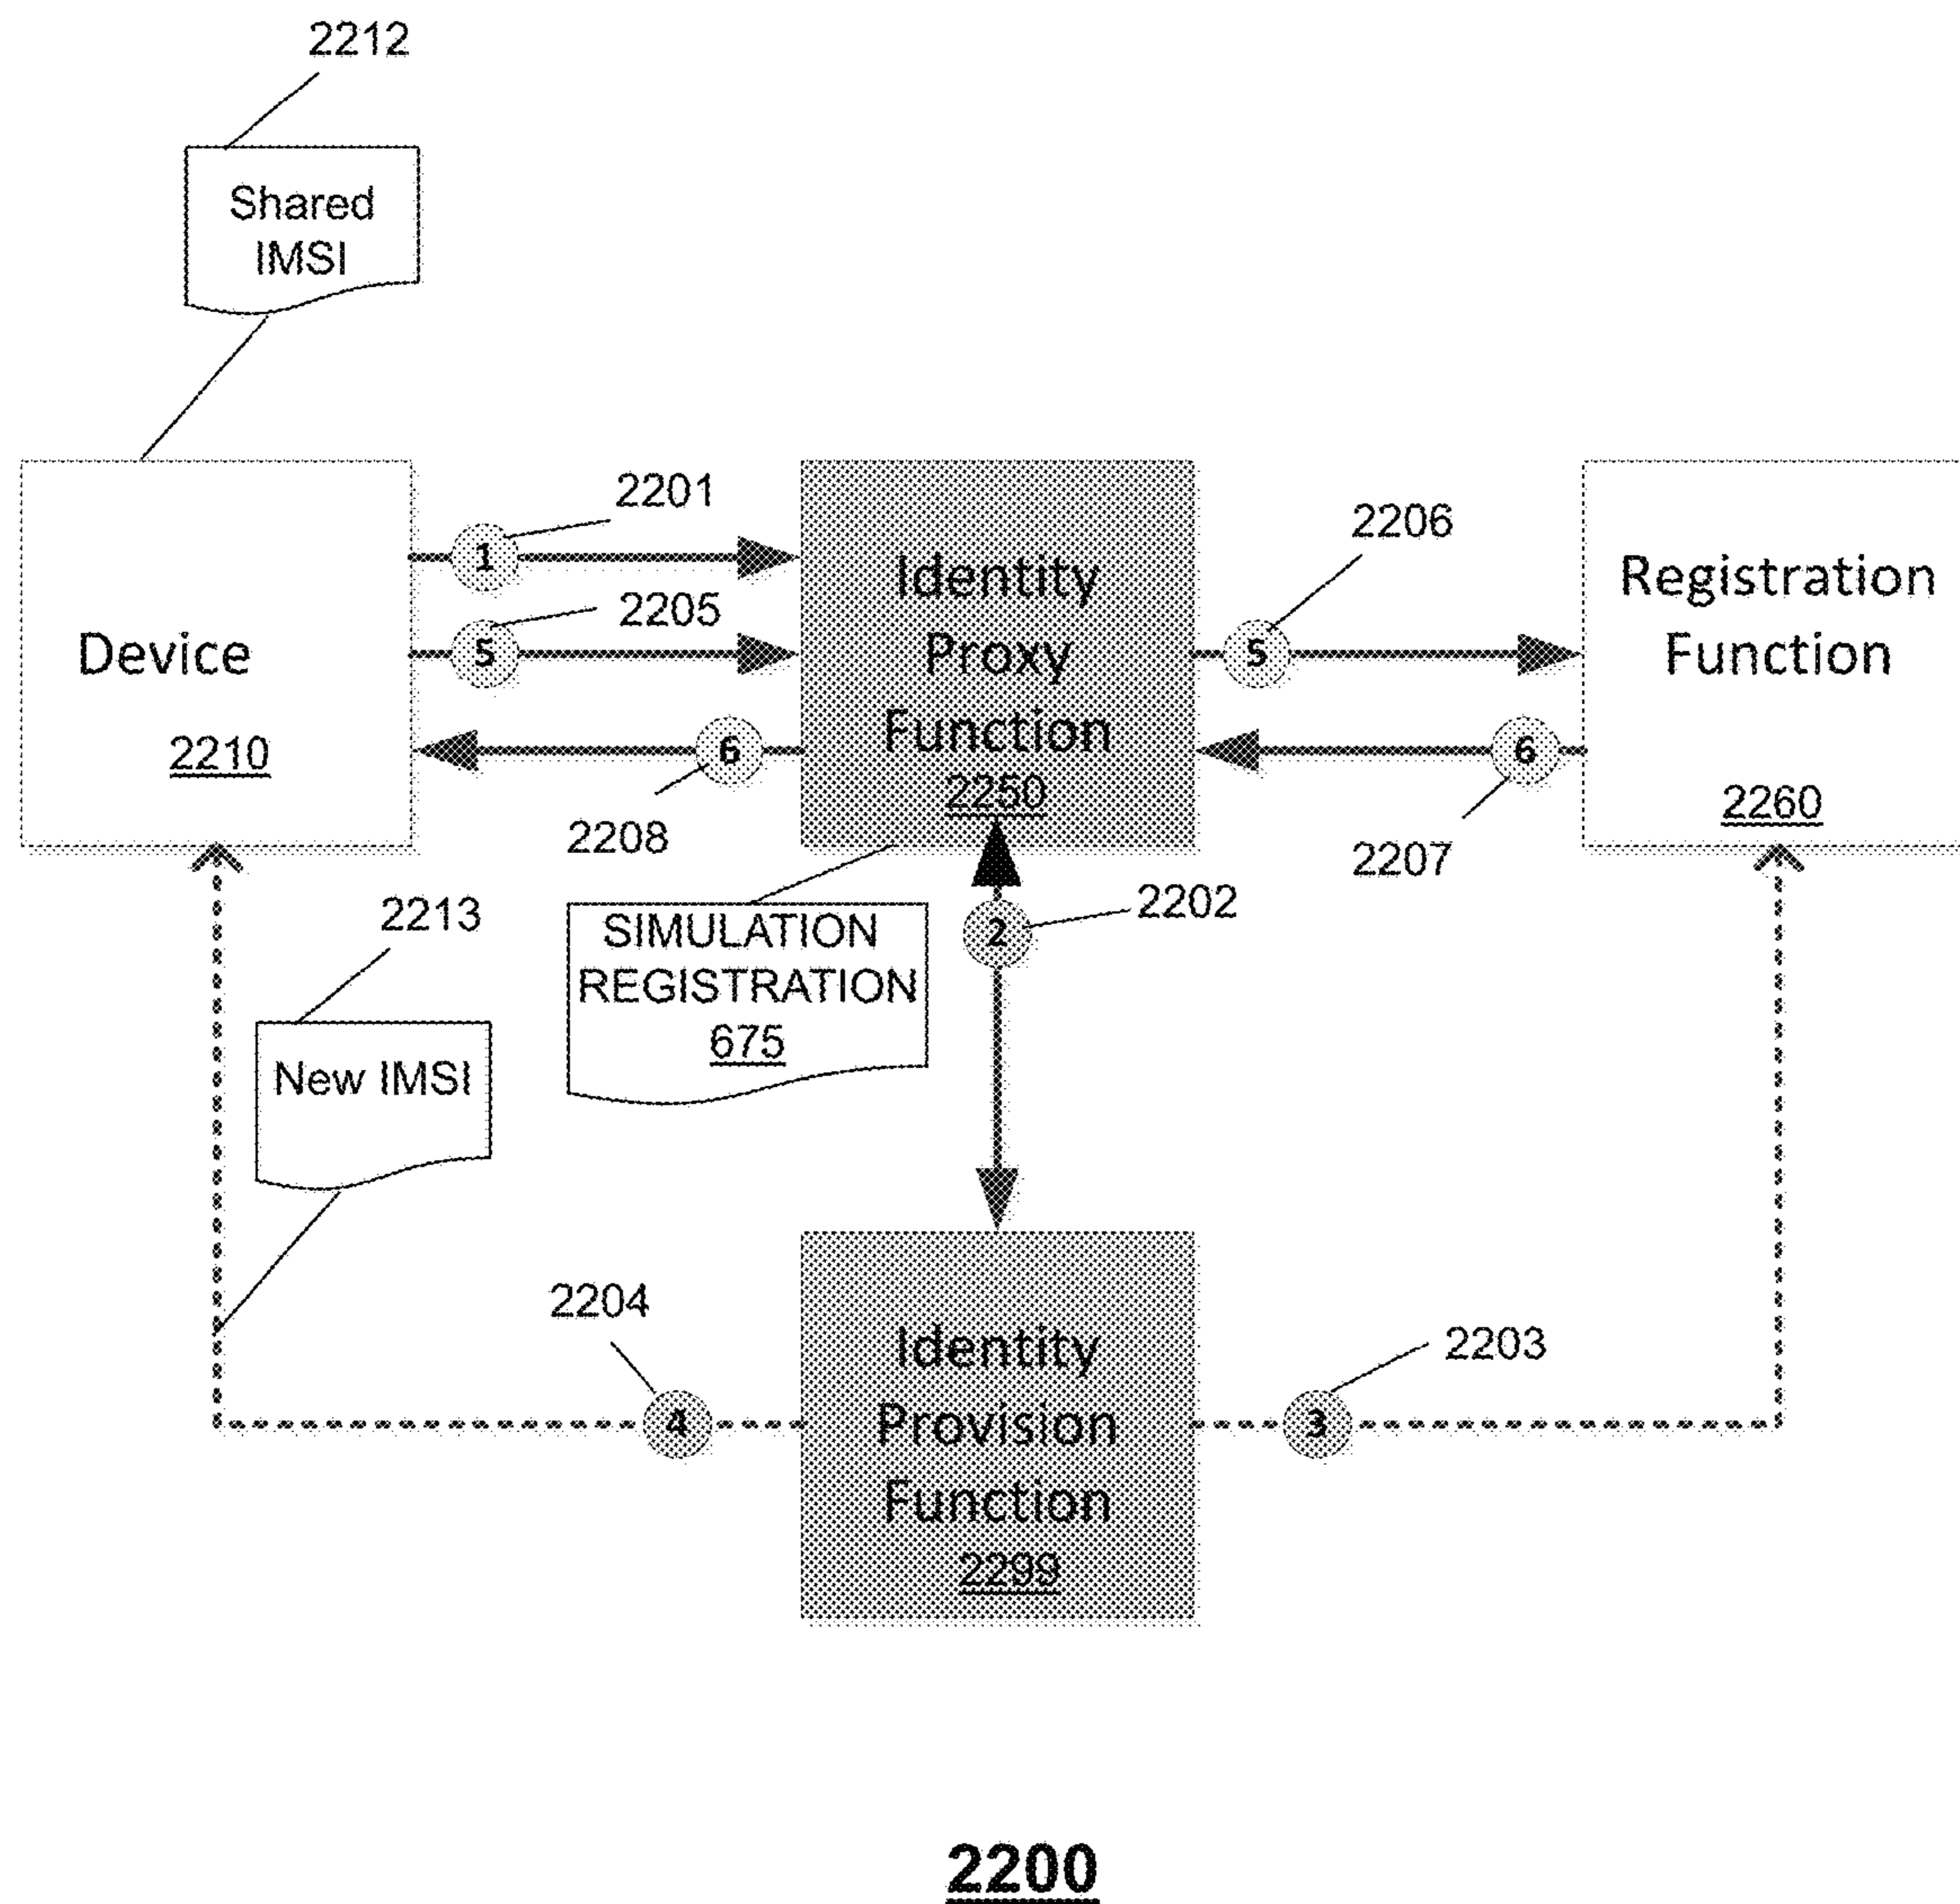 2212
Shared
IMSI
2201
1
2205
5
Device
2210
6
2208
Identity
Proxy
Function
2250
2206
5
6
2207
Registration
Function
2260
2213
New IMSI
SIMULATION
REGISTRATION
675
2
2202
2204
4
Identity
Provision
Function
2299
2203
3
2200